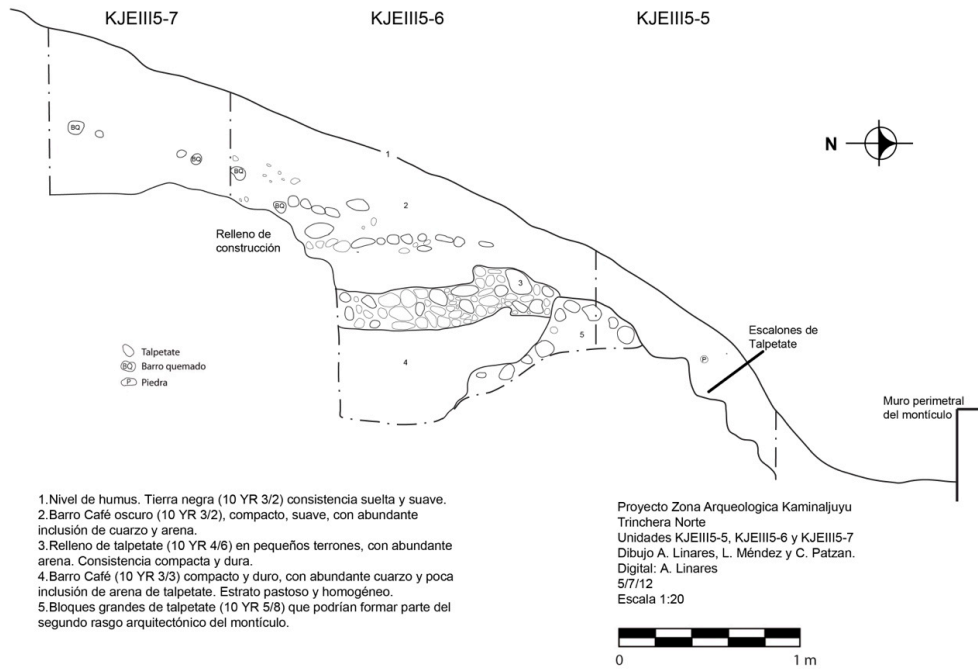 KJEIII5-7
KJEIII5-6
KJEIII5-5
N
1
BQ
BQ
BQ
BQ
2
Relleno de
construcción
3
5
4
Escalones de
Talpetate
P
Muro perimetral
del montículo
Talpetate
BQ Barro quemado
P Piedra
1.Nivel de humus. Tierra negra (10 YR 3/2) consistencia suelta y suave.
2.Barro Café oscuro (10 YR 3/2), compacto, suave, con abundante
inclusión de cuarzo y arena.
3.Relleno de talpetate (10 YR 4/6) en pequeños terrones, con abundante
arena. Consistencia compacta y dura.
4.Barro Café (10 YR 3/3) compacto y duro, con abundante cuarzo y poca
inclusión de arena de talpetate. Estrato pastoso y homogéneo.
5.Bloques grandes de talpetate (10 YR 5/8) que podrían formar parte del
segundo rasgo arquitectónico del montículo.
Proyecto Zona Arqueologica Kaminaljuyu
Trinchera Norte
Unidades KJEIII5-5, KJEIII5-6 y KJEIII5-7
Dibujo A. Linares, L. Méndez y C. Patzan.
Digital: A. Linares
5/7/12
Escala 1:20
0 1 m